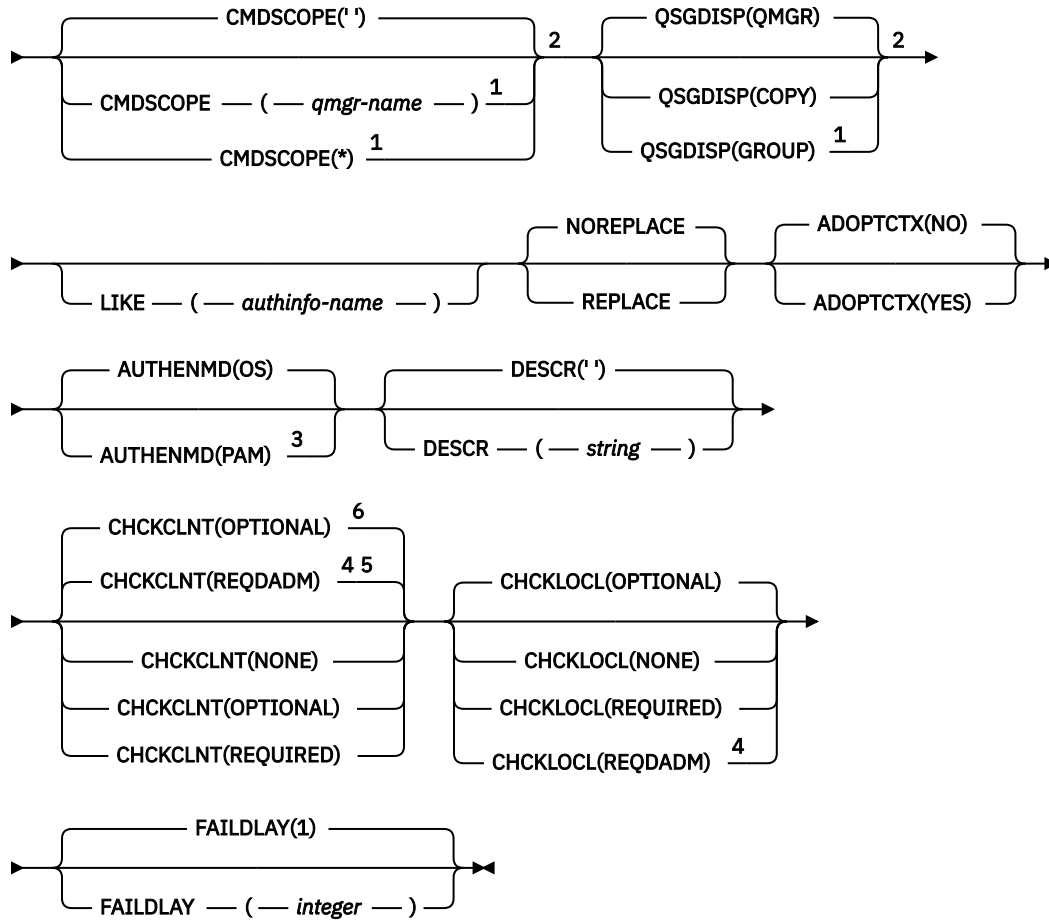 CMDSCOPE(' ')
2
CMDSCOPE ( qmgr-name ) 1
CMDSCOPE(*) 1
QSGDISP(QMGR)
2
QSGDISP(COPY)
QSGDISP(GROUP) 1
LIKE ( authinfo-name )
NOREPLACE
REPLACE
ADOPTCTX(NO)
ADOPTCTX(YES)
AUTHENMD(OS)
AUTHENMD(PAM) 3
DESCR(' ')
DESCR ( string )
CHCKCLNT(OPTIONAL) 6
CHCKCLNT(REQDADM) 4 5
CHCKCLNT(NONE)
CHCKCLNT(OPTIONAL)
CHCKCLNT(REQUIRED)
CHCKLOCL(OPTIONAL)
CHCKLOCL(NONE)
CHCKLOCL(REQUIRED)
CHCKLOCL(REQDADM) 4
FAILDLAY(1)
FAILDLAY ( integer )